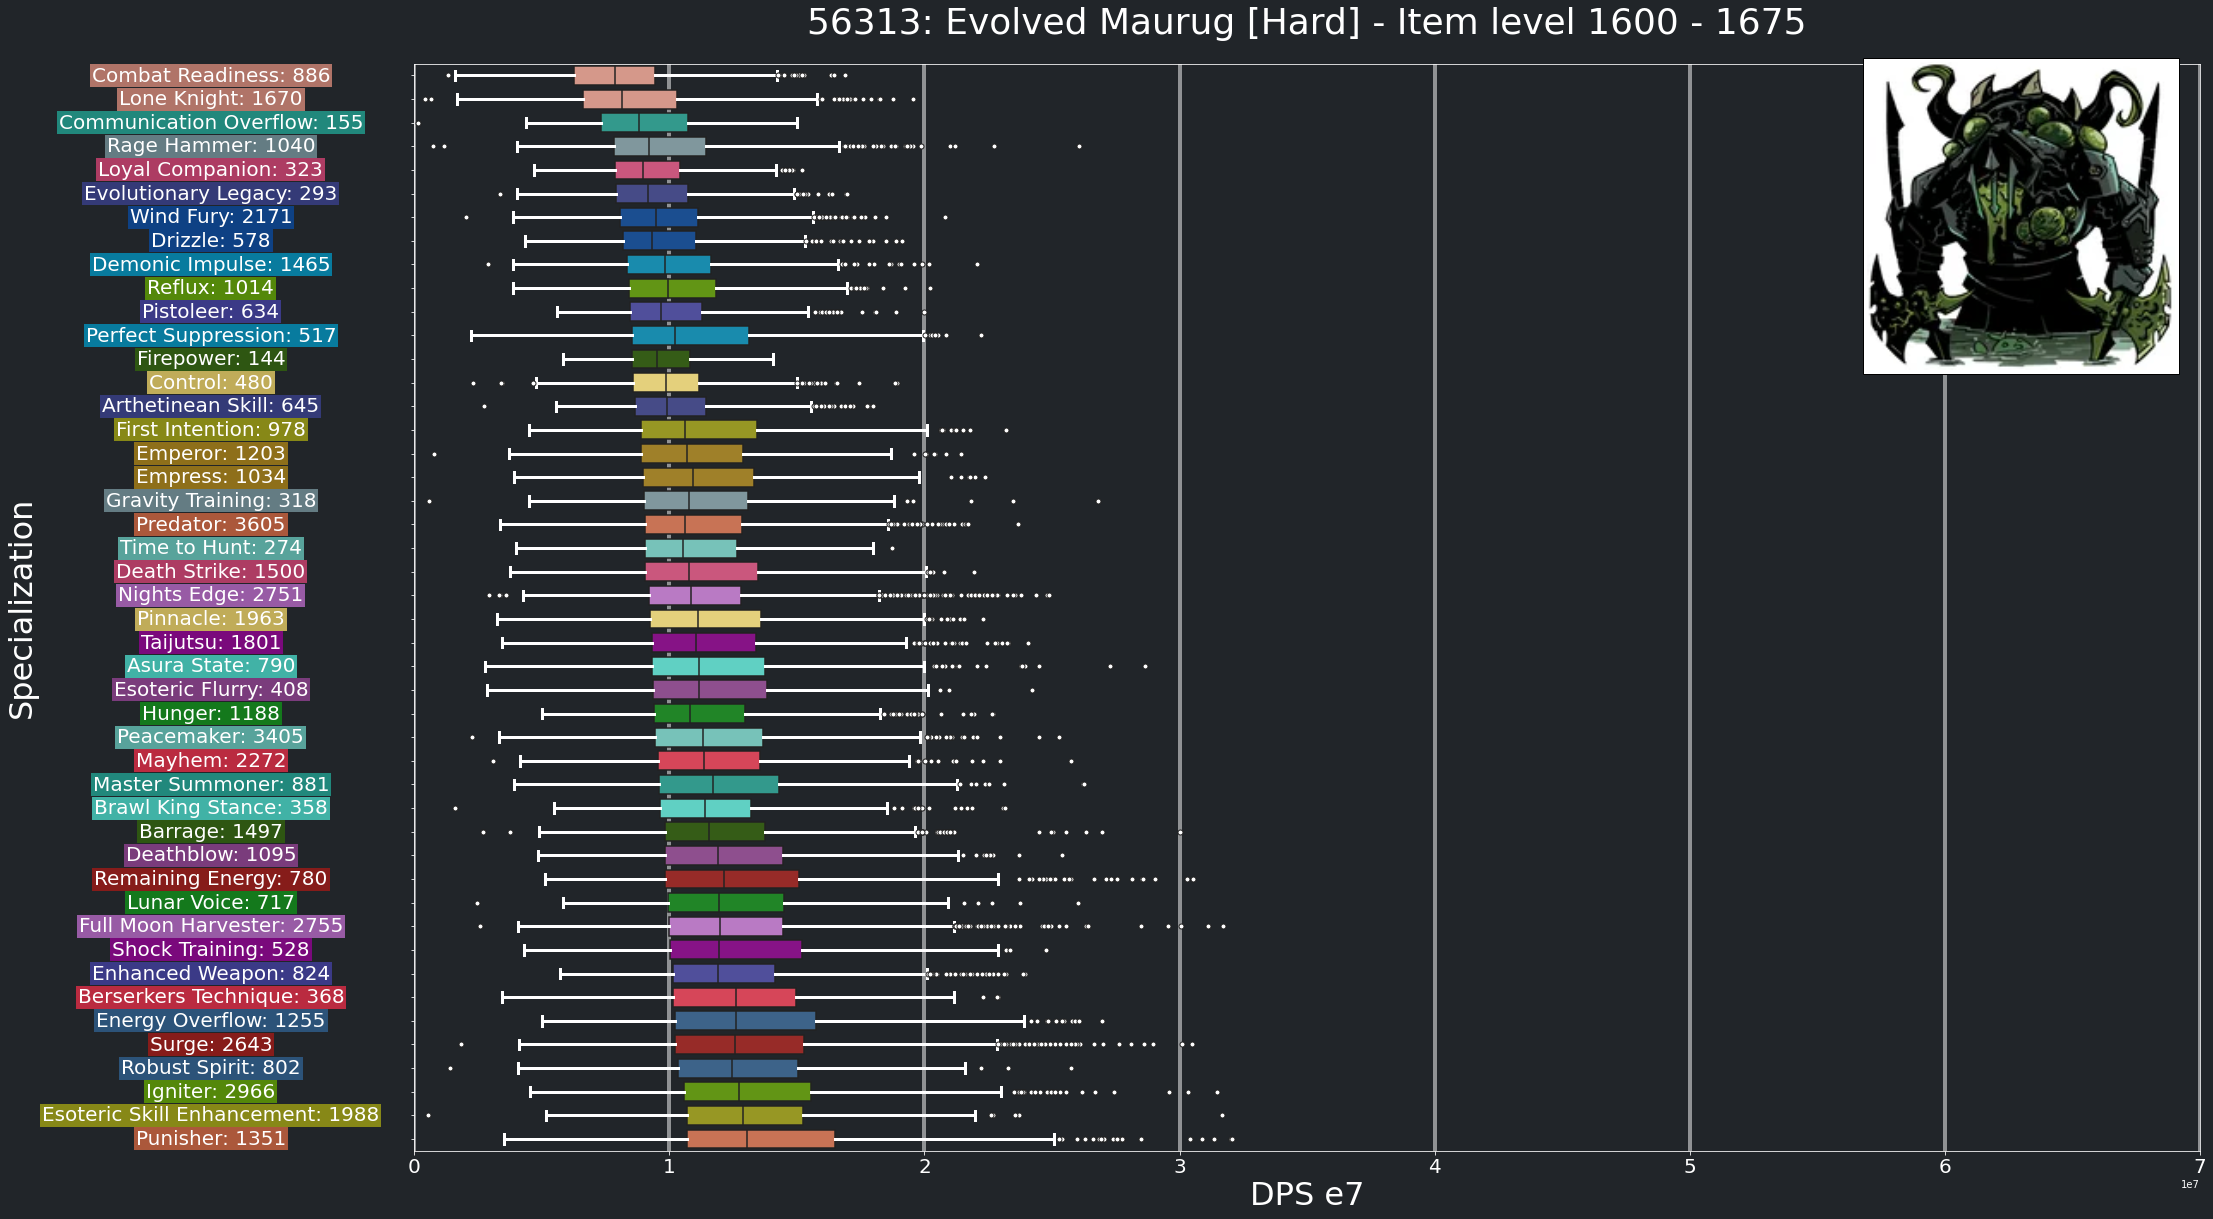 56313: Evolved Maurug [Hard] - Item level 1600 - 1675
Specialization
Combat Readiness: 886
Lone Knight: 1670
Communication Overflow: 155
Rage Hammer: 1040
Loyal Companion: 323
Evolutionary Legacy: 293
Wind Fury: 2171
Drizzle: 578
Demonic Impulse: 1465
Reflux: 1014
Pistoleer: 634
Perfect Suppression: 517
Firepower: 144
Control: 480
Arthetinean Skill: 645
First Intention: 978
Emperor: 1203
Empress: 1034
Gravity Training: 318
Predator: 3605
Time to Hunt: 274
Death Strike: 1500
Nights Edge: 2751
Pinnacle: 1963
Taijutsu: 1801
Asura State: 790
Esoteric Flurry: 408
Hunger: 1188
Peacemaker: 3405
Mayhem: 2272
Master Summoner: 881
Brawl King Stance: 358
Barrage: 1497
Deathblow: 1095
Remaining Energy: 780
Lunar Voice: 717
Full Moon Harvester: 2755
Shock Training: 528
Enhanced Weapon: 824
Berserkers Technique: 368
Energy Overflow: 1255
Surge: 2643
Robust Spirit: 802
Igniter: 2966
Esoteric Skill Enhancement: 1988
Punisher: 1351
0 1 2 3 4 5 6 7
1e7
DPS e7